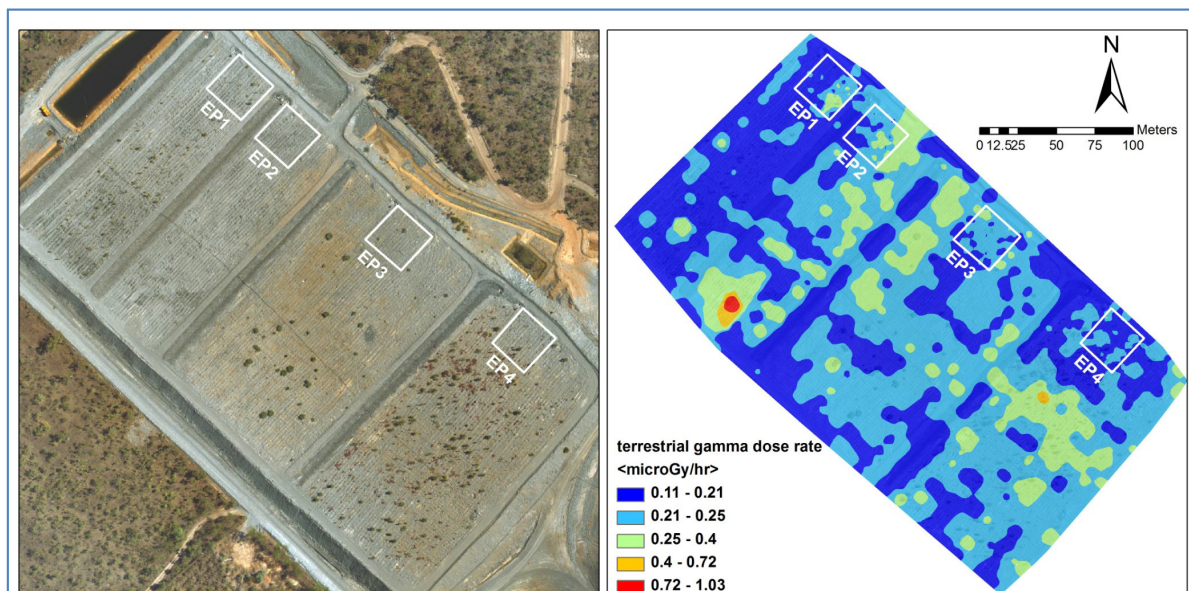 EP1
EP2
EP3
EP4
N
EP1
EP2
EP3
EP4
0 12.525 50 75 100 Meters
terrestrial gamma dose rate
<microGy/hr>
0.11 - 0.21
0.21 - 0.25
0.25 - 0.4
0.4 - 0.72
0.72 - 1.03